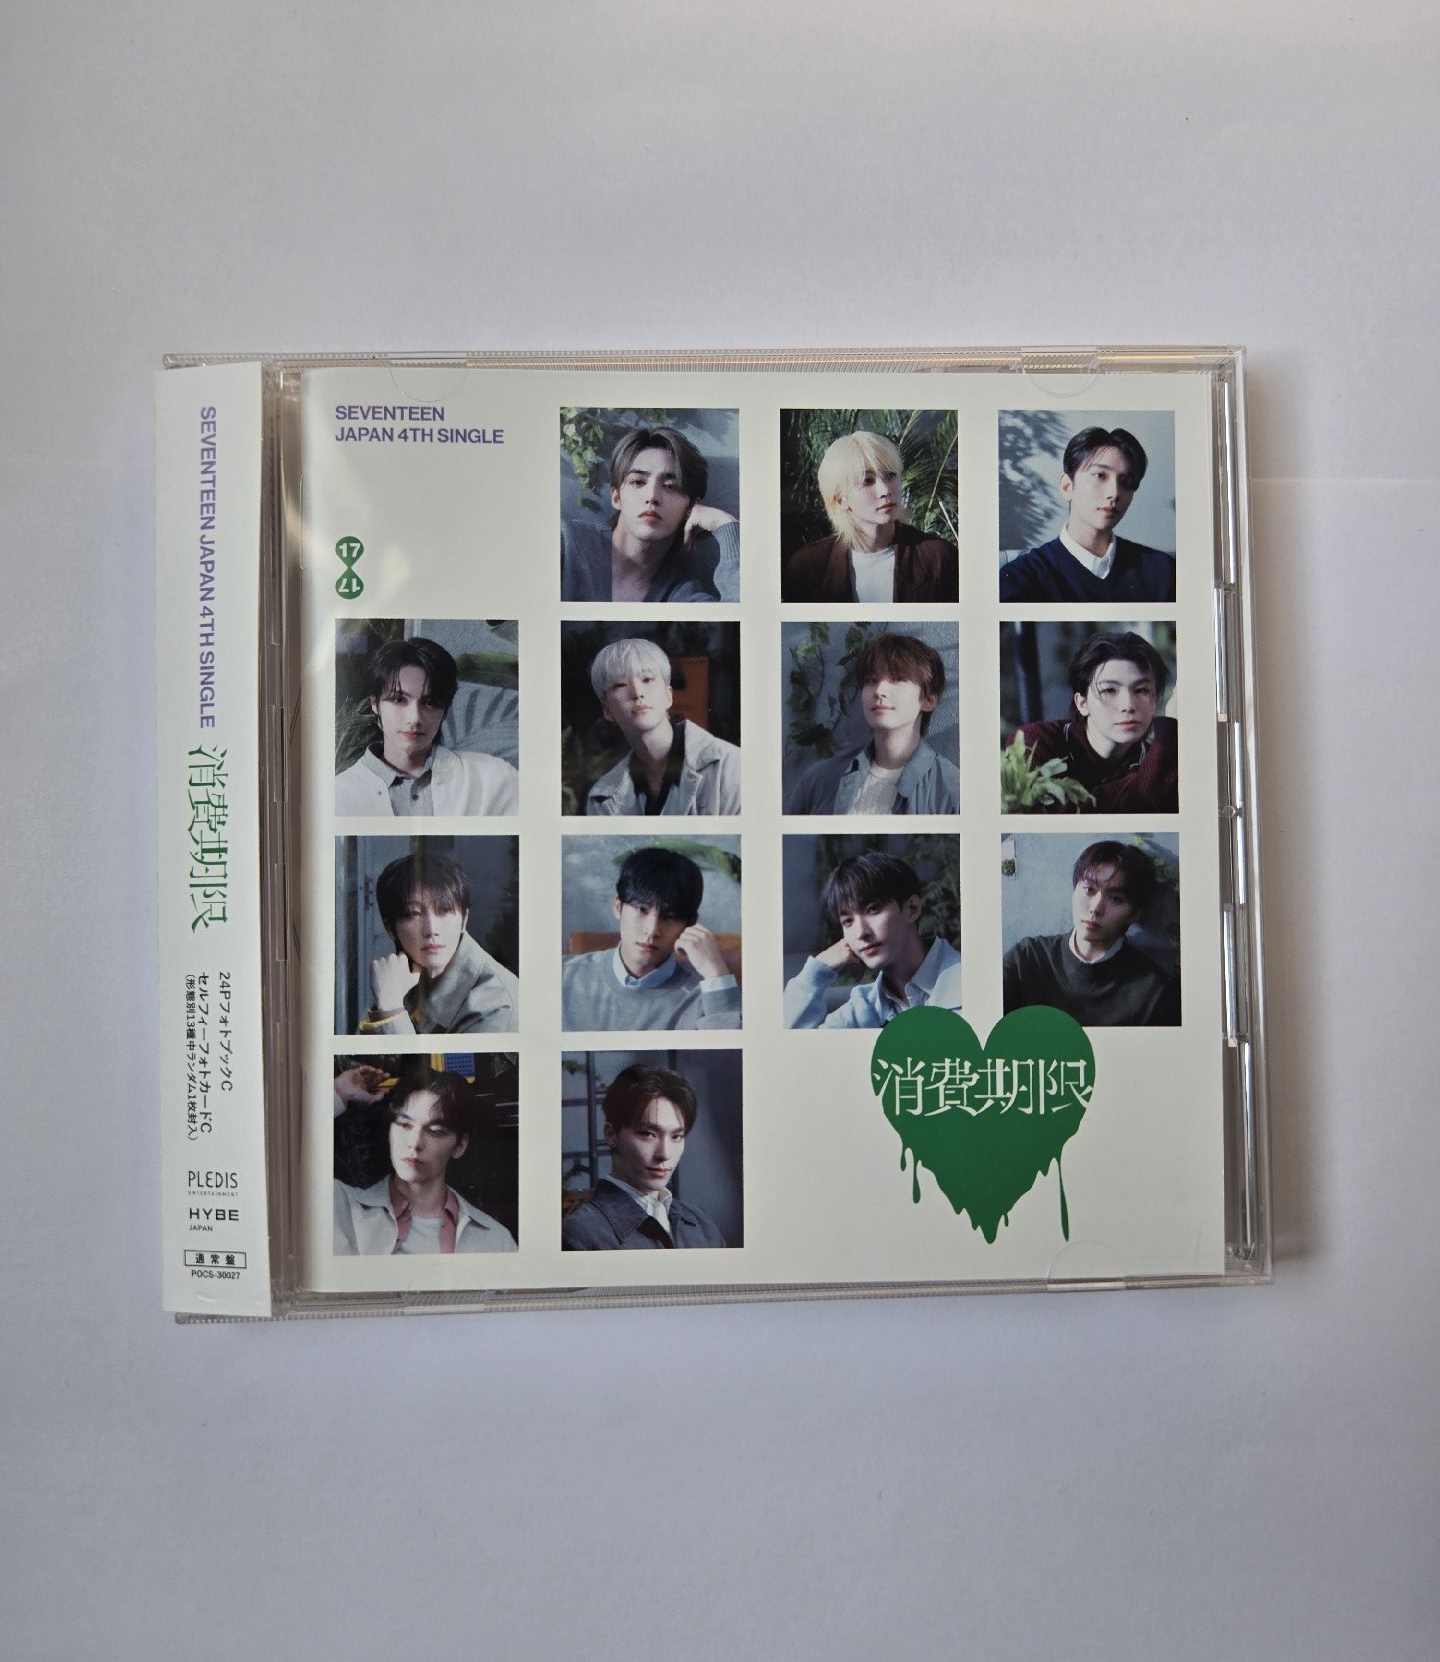 SEVENTEEN JAPAN 4TH SINGLE 消費期限
24PフォトブックC
セルフィーフォトカードC
(形態別13種中ランダム1枚封入)
PLEDIS
ENTERTAINMENT
HYBE
JAPAN
通常盤
POCS-30027
SEVENTEEN
JAPAN 4TH SINGLE
17
17
消費期限